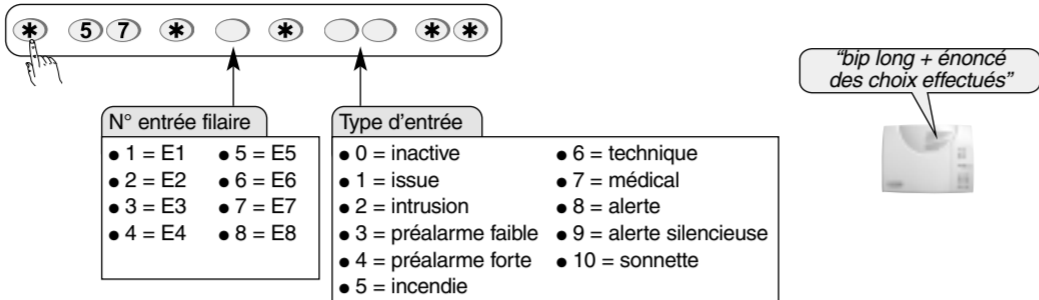 * 5 7 * * * *
"bip long + énoncé
des choix effectués"
N° entrée filaire
● 1 = E1 ● 5 = E5
● 2 = E2 ● 6 = E6
● 3 = E3 ● 7 = E7
● 4 = E4 ● 8 = E8
Type d'entrée
● 0 = inactive ● 6 = technique
● 1 = issue ● 7 = médical
● 2 = intrusion ● 8 = alerte
● 3 = préalarme faible ● 9 = alerte silencieuse
● 4 = préalarme forte ● 10 = sonnette
● 5 = incendie